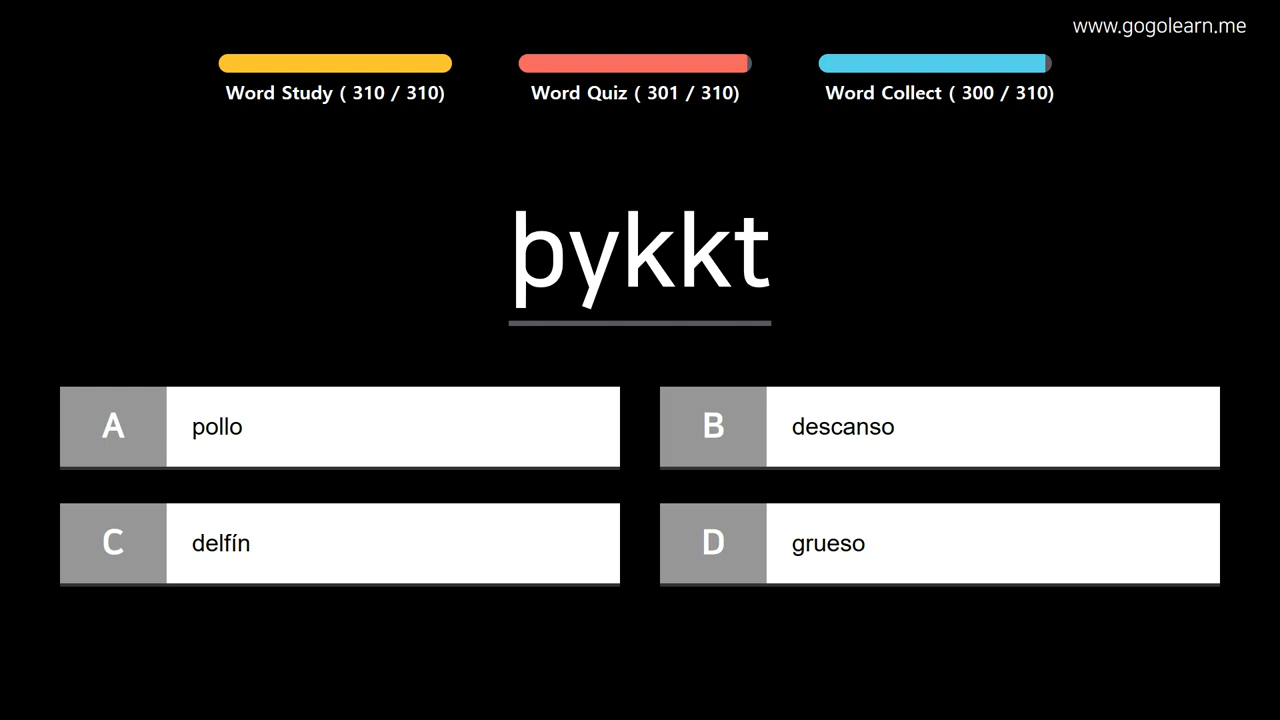 www.gogolearn.me
Word Study ( 310 / 310)
Word Quiz ( 301 / 310)
Word Collect ( 300 / 310)
þykkt
A pollo
B descanso
C delfín
D grueso